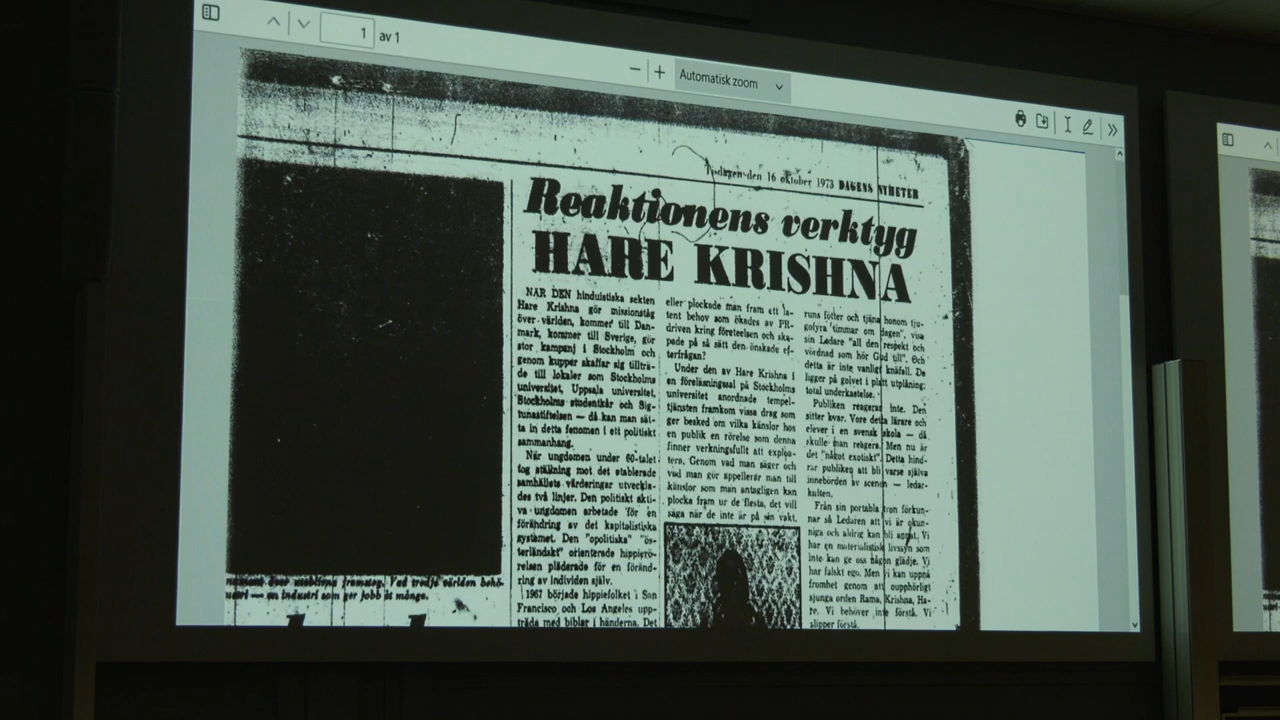 1 av 1
Automatisk zoom
Tisdagen den 16 oktober 1973 DAGENS NYHETER
Reaktionens verktyg
HARE KRISHNA
NÄR DEN hinduistiska sekten
Hare Krishna gör missionståg
över världen, kommer till Dan-
mark, kommer till Sverige, gör
stor kampanj i Stockholm och
genom kupper skaffar sig tillträ-
de till lokaler som Stockholms
universitet, Uppsala universitet,
Stockholms studentkår och Sig-
tunastiftelsen — då kan man sät-
ta in detta fenomen i ett politiskt
sammanhang.
När ungdomen under 60-talet
tog ställning mot det etablerade
samhällets värderingar utveckla-
des två linjer. Den politiskt akti-
va ungdomen arbetade för en
förändring av det kapitalistiska
systemet. Den "opolitiska" "ös-
terländskt" orienterade hippierö-
relsen pläderade för en föränd-
ring av individen själv.
1967 började hippiefolket i San
Francisco och Los Angeles upp-
träda med biblar i händerna. Det
eller plockade man fram ett la-
tent behov som ökades av PR-
driven kring företeelsen och ska-
pade på så sätt den önskade ef-
terfrågan?
Under den av Hare Krishna i
en föreläsningssal på Stockholms
universitet anordnade tempel-
tjänsten framkom vissa drag som
ger besked om vilka känslor hos
en publik en rörelse som denna
finner verkningsfullt att exploa-
tera. Genom vad man säger och
vad man gör appellerar man till
känslor som man antagligen kan
plocka fram ur de flesta, det vill
säga när de inte är på sin vakt.
runs fötter och tjäna honom tju-
gofyra timmar om dagen", visa
sin Ledare "all den respekt och
vördnad som hör Gud till". Och
detta är inte vanligt knäfall. De
ligger på golvet i platt utplåning:
total underkastelse.
Publiken reagerar inte. Den
sitter kvar. Vore detta lärare och
elever i en svensk skola — då
skulle man reagera. Men nu är
det "något exotiskt". Detta hind-
rar publiken att bli varse själva
innebörden av scenen — ledar-
kulten.
Från sin portabla tron förkun-
nar så Ledaren att vi är okun-
niga och aldrig kan bli annat. Vi
har en materialistisk livssyn som
inte kan ge oss någon glädje. Vi
har falskt ego. Men vi kan uppnå
fromhet genom att oupphörligt
sjunga orden Rama, Krishna, Ha-
re. Vi behöver inte förstå. Vi
slipper förstå.
över framsteg. Vad tredje världen behö-
— en industri som ger jobb åt många.